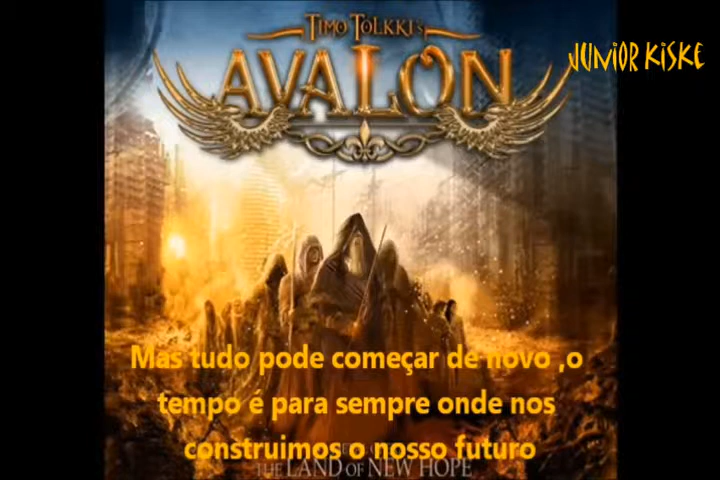 TIMO TOLKKI'S
AVALON
JUNIOR KISKE
Mas tudo pode começar de novo ,o
tempo é para sempre onde nos
construimos o nosso futuro
THE LAND OF NEW HOPE